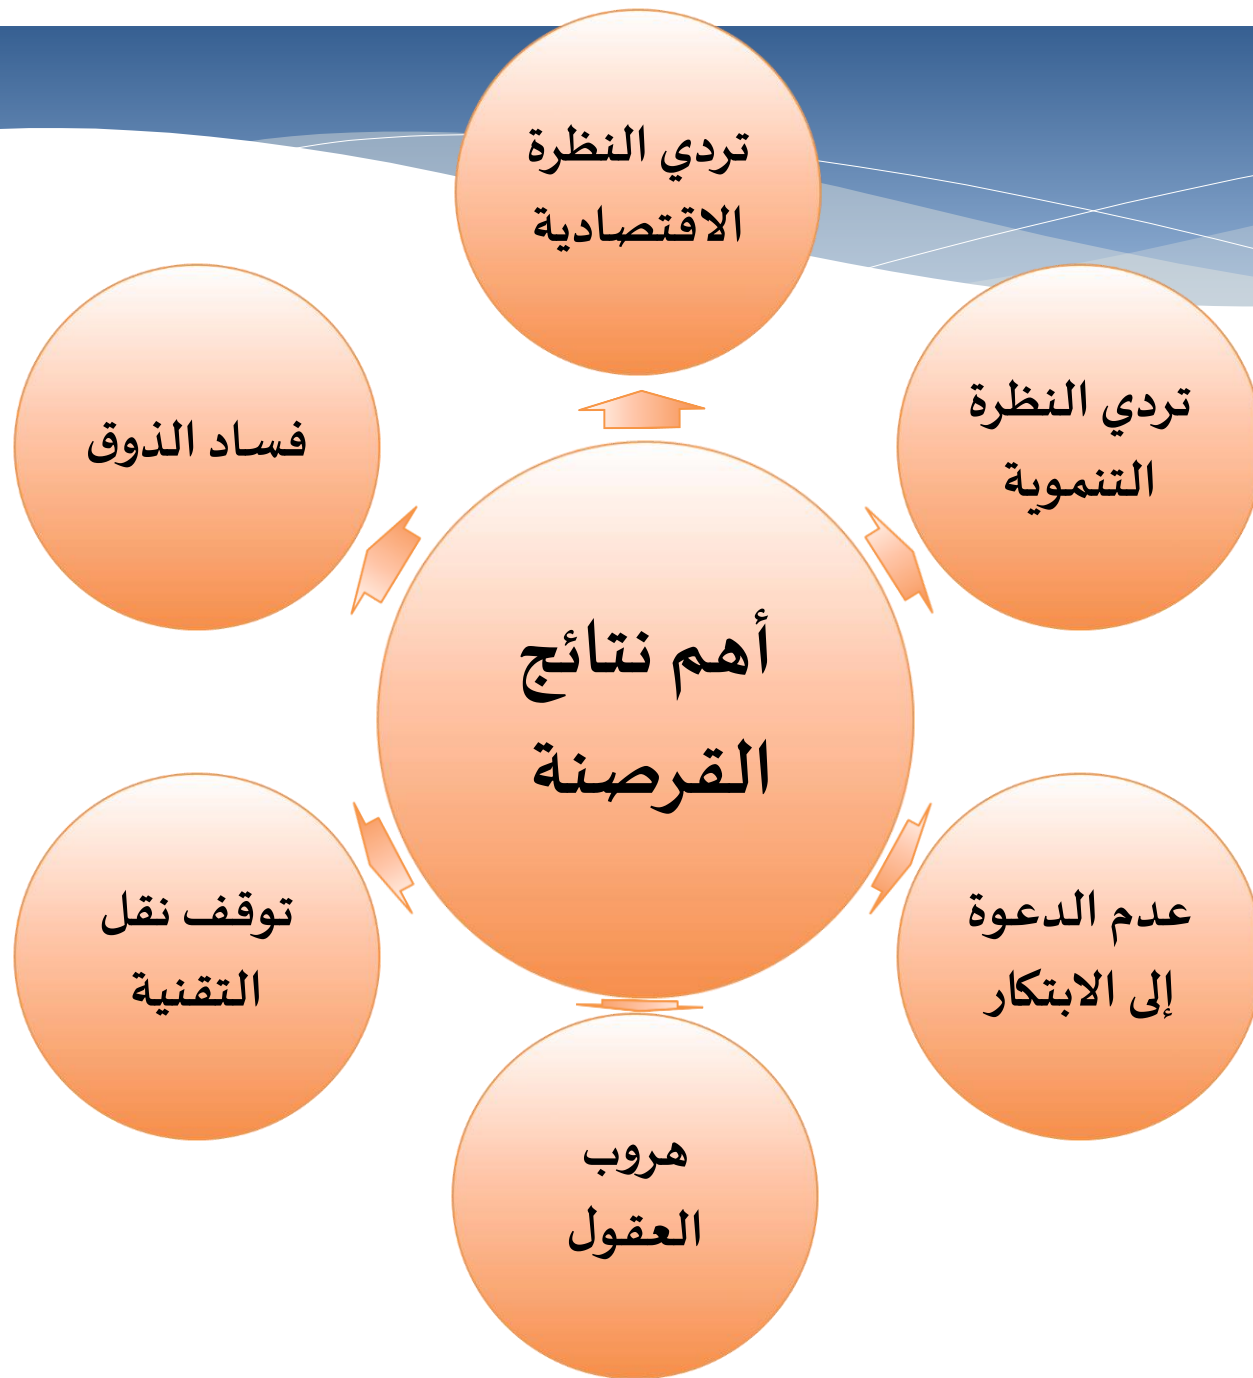 تردي النظرة
الاقتصادية
تردي النظرة
التنموية
فساد الذوق
أهم نتائج
القرصنة
عدم الدعوة
إلى الابتكار
توقف نقل
التقنية
هروب
العقول